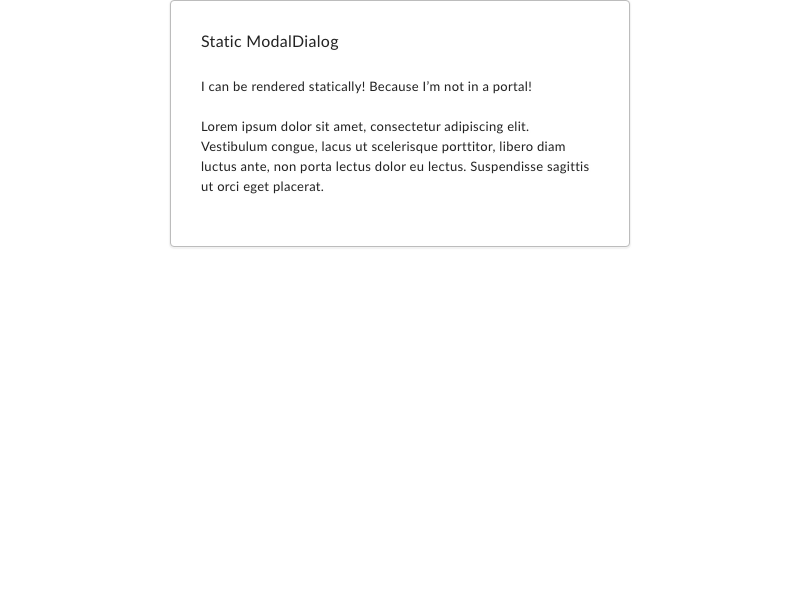 Static ModalDialog
I can be rendered statically! Because I’m not in a portal!
Lorem ipsum dolor sit amet, consectetur adipiscing elit.
Vestibulum congue, lacus ut scelerisque porttitor, libero diam
luctus ante, non porta lectus dolor eu lectus. Suspendisse sagittis
ut orci eget placerat.